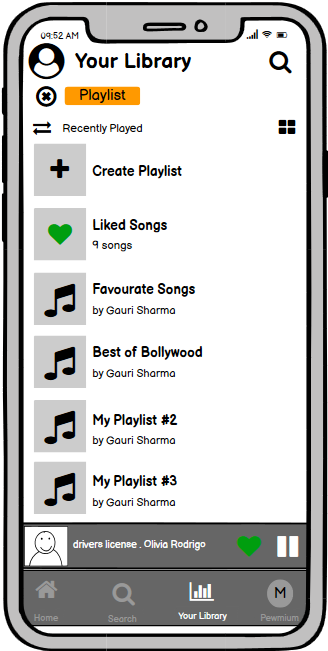 09:52 AM
Your Library
Playlist
Recently Played
Create Playlist
Liked Songs
9 songs
Favourate Songs
by Gauri Sharma
Best of Bollywood
by Gauri Sharma
My Playlist #2
by Gauri Sharma
My Playlist #3
by Gauri Sharma
drivers license . Olivia Rodrigo
M
Home
Search
Your Library
Pewmium